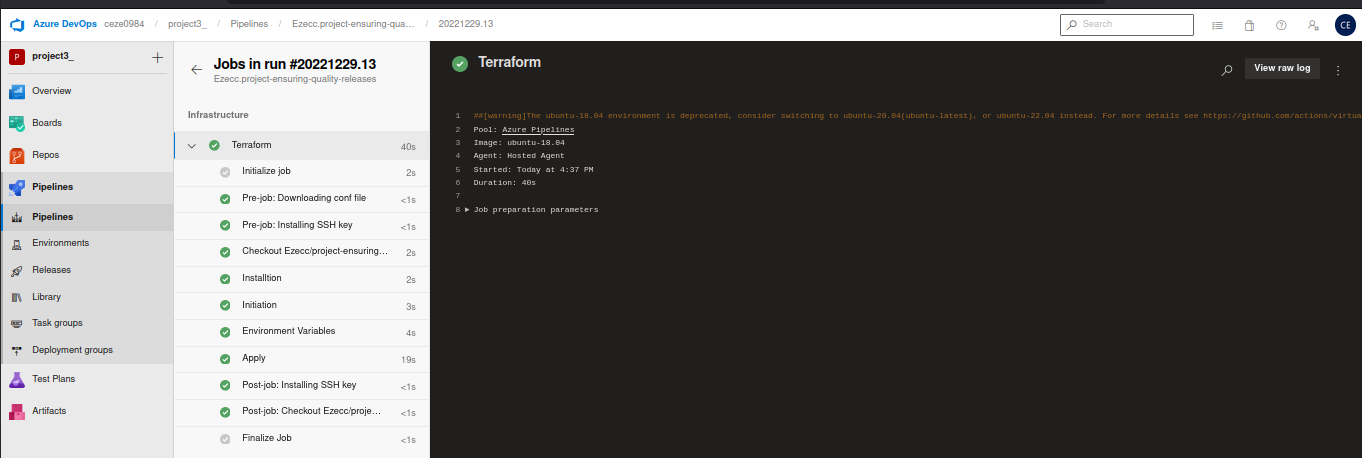 Azure DevOps ceze0984 / project3_ / Pipelines / Ezecc.project-ensuring-qua... / 20221229.13
Search
CE
P project3_
Overview
Boards
Repos
Pipelines
Pipelines
Environments
Releases
Library
Task groups
Deployment groups
Test Plans
Artifacts
Jobs in run #20221229.13
Ezecc.project-ensuring-quality-releases
Infrastructure
Terraform 40s
Initialize job 2s
Pre-job: Downloading conf file <1s
Pre-job: Installing SSH key <1s
Checkout Ezecc/project-ensuring... 2s
Installtion 2s
Initiation 3s
Environment Variables 4s
Apply 19s
Post-job: Installing SSH key <1s
Post-job: Checkout Ezecc/proje... <1s
Finalize Job <1s
Terraform
View raw log
1 ##[warning]The ubuntu-18.04 environment is deprecated, consider switching to ubuntu-20.04(ubuntu-latest), or ubuntu-22.04 instead. For more details see https://github.com/actions/virtua
2 Pool: Azure Pipelines
3 Image: ubuntu-18.04
4 Agent: Hosted Agent
5 Started: Today at 4:37 PM
6 Duration: 40s
7
8 Job preparation parameters